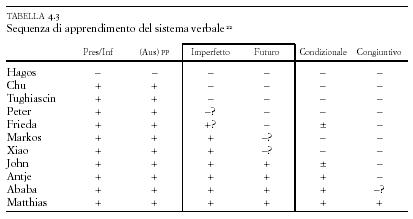 TABELLA 4.3
Sequenza di apprendimento del sistema verbale²²
Pres/Inf (Aus) PP Imperfetto Futuro Condizionale Congiuntivo
Hagos – – – – – –
Chu + + – – – –
Tughiascin + + – – – –
Peter + + –? – – –
Frieda + + +? – ± –
Markos + + + –? – –
Xiao + + + –? – –
John + + + + ± –
Antje + + + + + –
Ababa + + + + + –?
Matthias + + + + + +